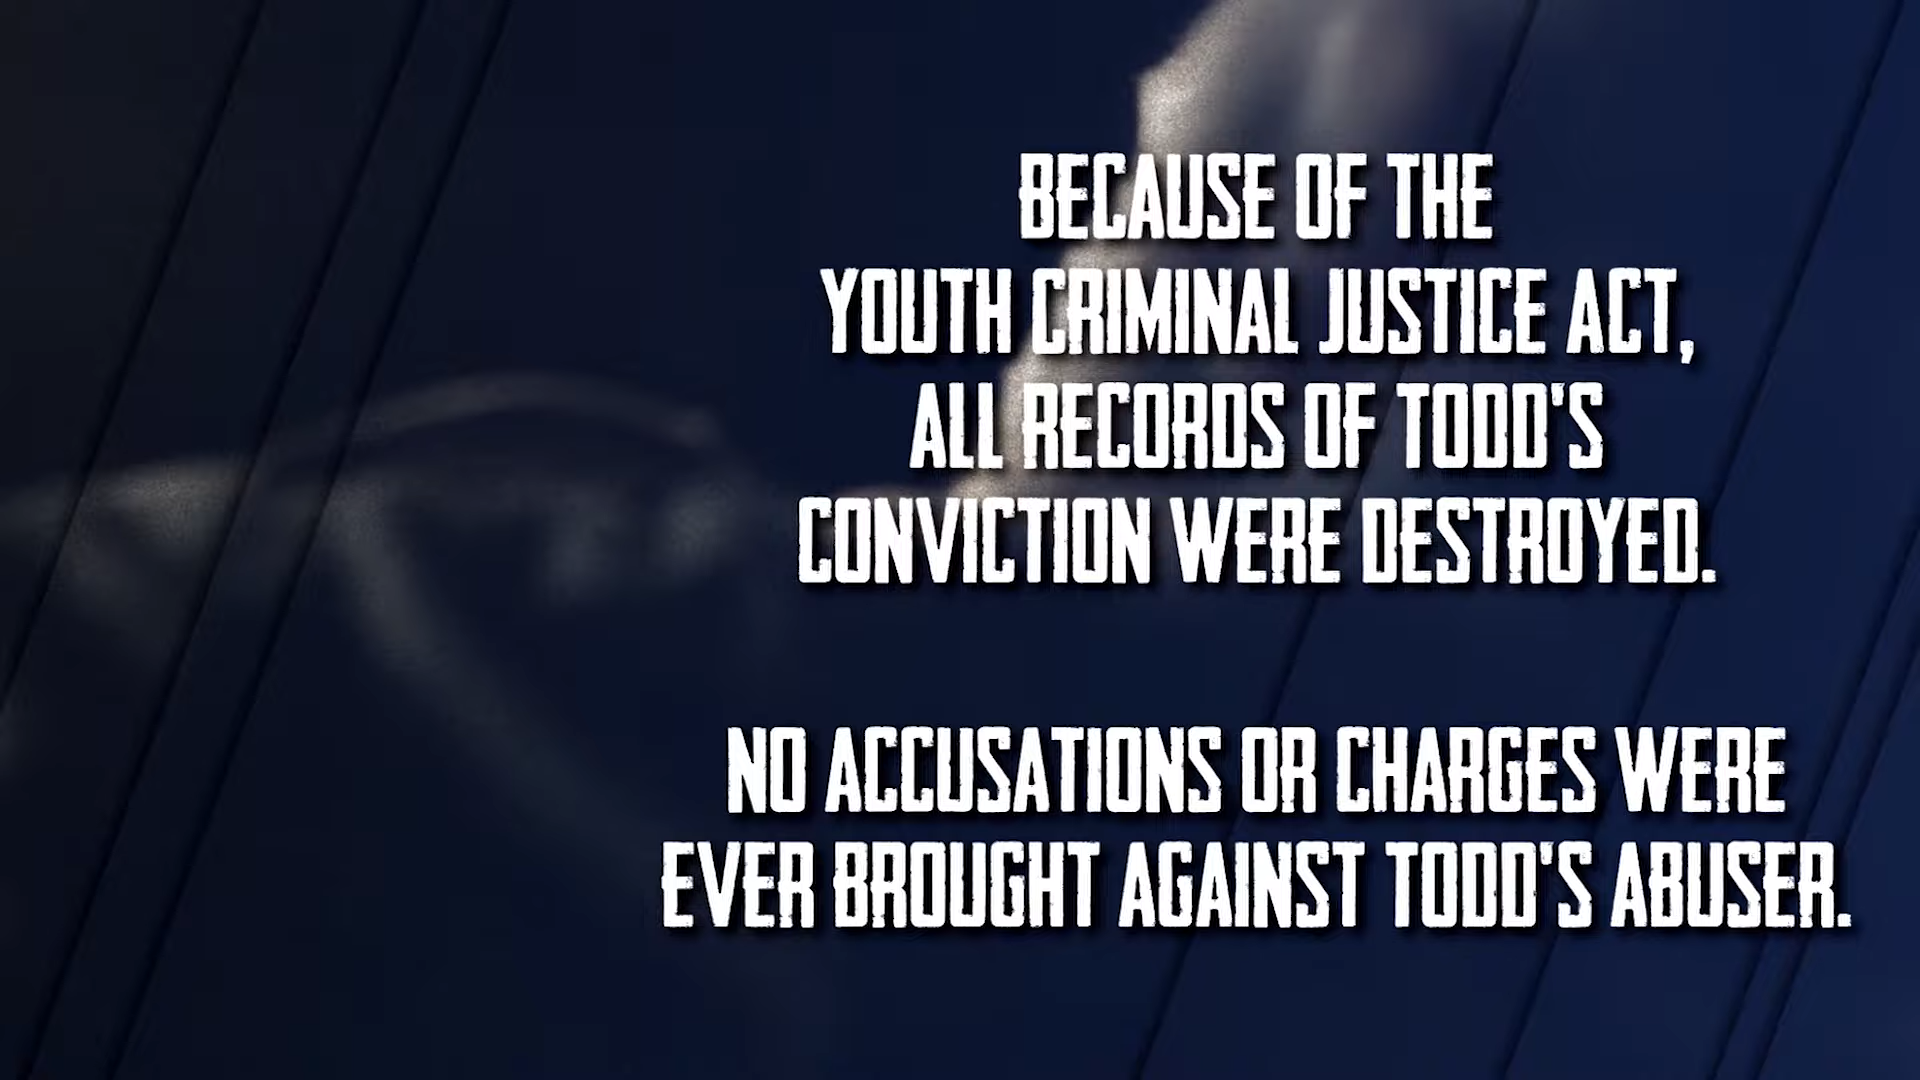 BECAUSE OF THE
YOUTH CRIMINAL JUSTICE ACT,
ALL RECORDS OF TODD'S
CONVICTION WERE DESTROYED.
NO ACCUSATIONS OR CHARGES WERE
EVER BROUGHT AGAINST TODD'S ABUSER.